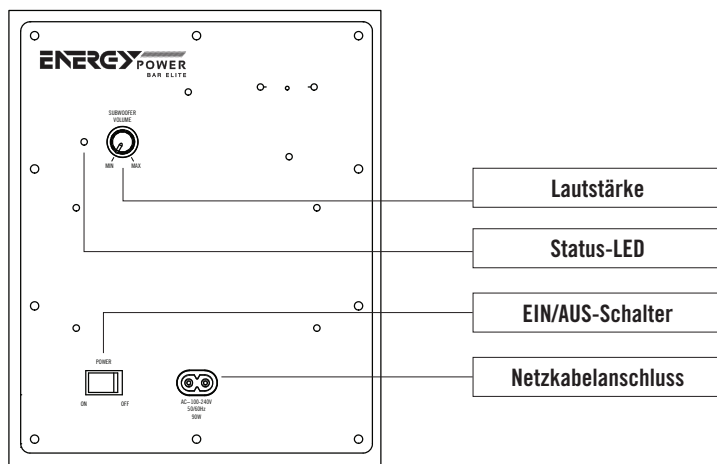 ENERGY POWER
BAR ELITE
SUBWOOFER
VOLUME
MIN MAX
Lautstärke
Status-LED
EIN/AUS-Schalter
Netzkabelanschluss
POWER
ON OFF
AC~100-240V
50/60Hz
90W